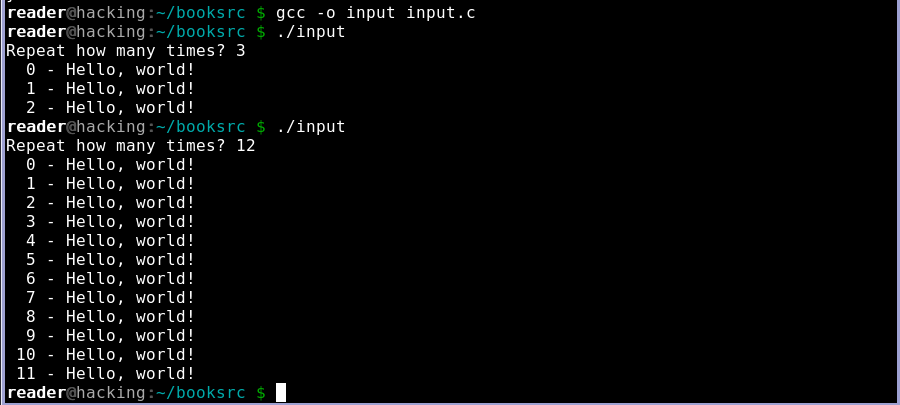 reader@hacking:~/booksrc $ gcc -o input input.c
reader@hacking:~/booksrc $ ./input
Repeat how many times? 3
  0 - Hello, world!
  1 - Hello, world!
  2 - Hello, world!
reader@hacking:~/booksrc $ ./input
Repeat how many times? 12
  0 - Hello, world!
  1 - Hello, world!
  2 - Hello, world!
  3 - Hello, world!
  4 - Hello, world!
  5 - Hello, world!
  6 - Hello, world!
  7 - Hello, world!
  8 - Hello, world!
  9 - Hello, world!
 10 - Hello, world!
 11 - Hello, world!
reader@hacking:~/booksrc $